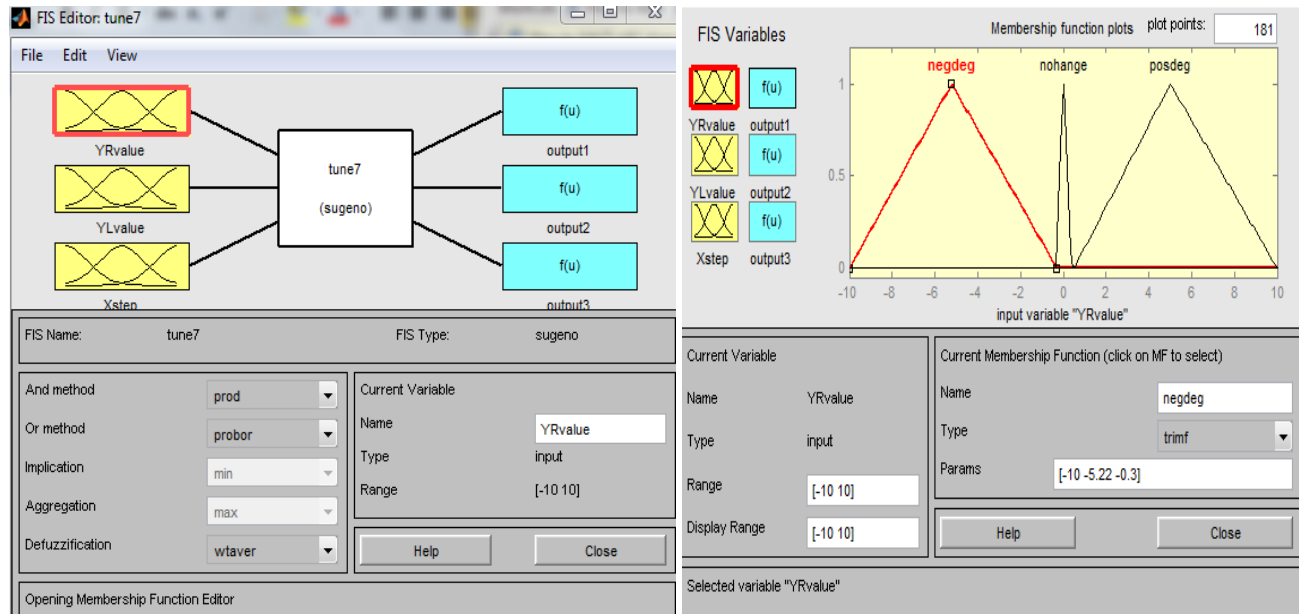 FIS Editor: tune7
File Edit View
YRvalue
YLvalue
Xstep
tune7
(sugeno)
f(u)
output1
f(u)
output2
f(u)
output3
FIS Name: tune7 FIS Type: sugeno
And method prod
Or method probor
Implication min
Aggregation max
Defuzzification wtaver
Current Variable
Name YRvalue
Type input
Range [-10 10]
Help Close
Opening Membership Function Editor
FIS Variables
f(u)
YRvalue output1
f(u)
YLvalue output2
f(u)
Xstep output3
Membership function plots plot points: 181
negdeg nohange posdeg
1
0.5
0
-10 -8 -6 -4 -2 0 2 4 6 8 10
input variable "YRvalue"
Current Variable
Name YRvalue
Type input
Range [-10 10]
Display Range [-10 10]
Current Membership Function (click on MF to select)
Name negdeg
Type trimf
Params [-10 -5.22 -0.3]
Help Close
Selected variable "YRvalue"